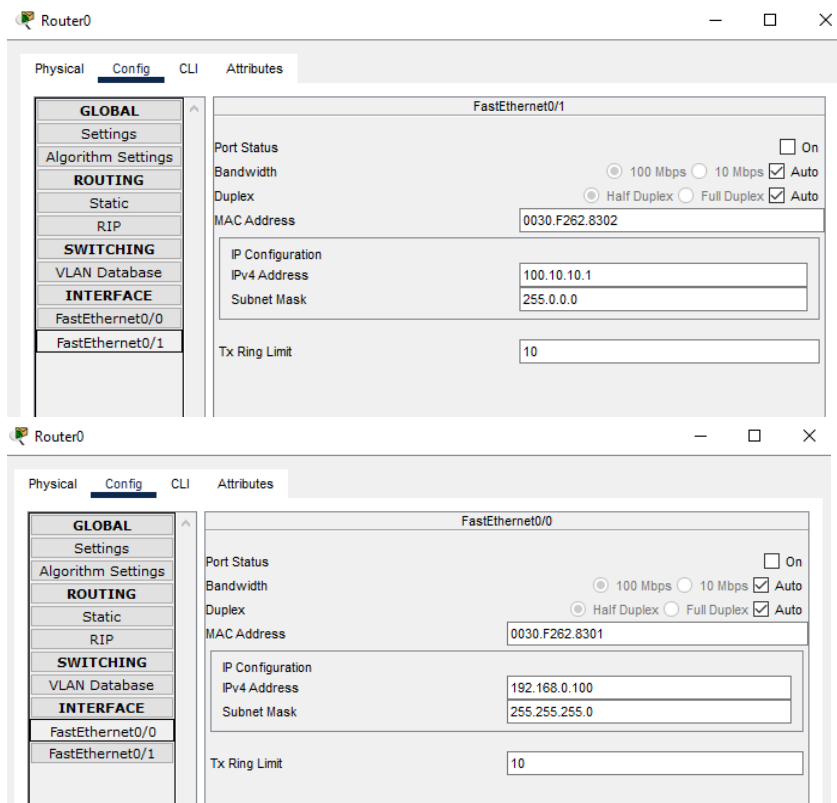 Router0
Physical Config CLI Attributes
GLOBAL
Settings
Algorithm Settings
ROUTING
Static
RIP
SWITCHING
VLAN Database
INTERFACE
FastEthernet0/0
FastEthernet0/1
FastEthernet0/1
Port Status On
Bandwidth 100 Mbps 10 Mbps Auto
Duplex Half Duplex Full Duplex Auto
MAC Address 0030.F262.8302
IP Configuration
IPv4 Address 100.10.10.1
Subnet Mask 255.0.0.0
Tx Ring Limit 10
Router0
Physical Config CLI Attributes
GLOBAL
Settings
Algorithm Settings
ROUTING
Static
RIP
SWITCHING
VLAN Database
INTERFACE
FastEthernet0/0
FastEthernet0/1
FastEthernet0/0
Port Status On
Bandwidth 100 Mbps 10 Mbps Auto
Duplex Half Duplex Full Duplex Auto
MAC Address 0030.F262.8301
IP Configuration
IPv4 Address 192.168.0.100
Subnet Mask 255.255.255.0
Tx Ring Limit 10